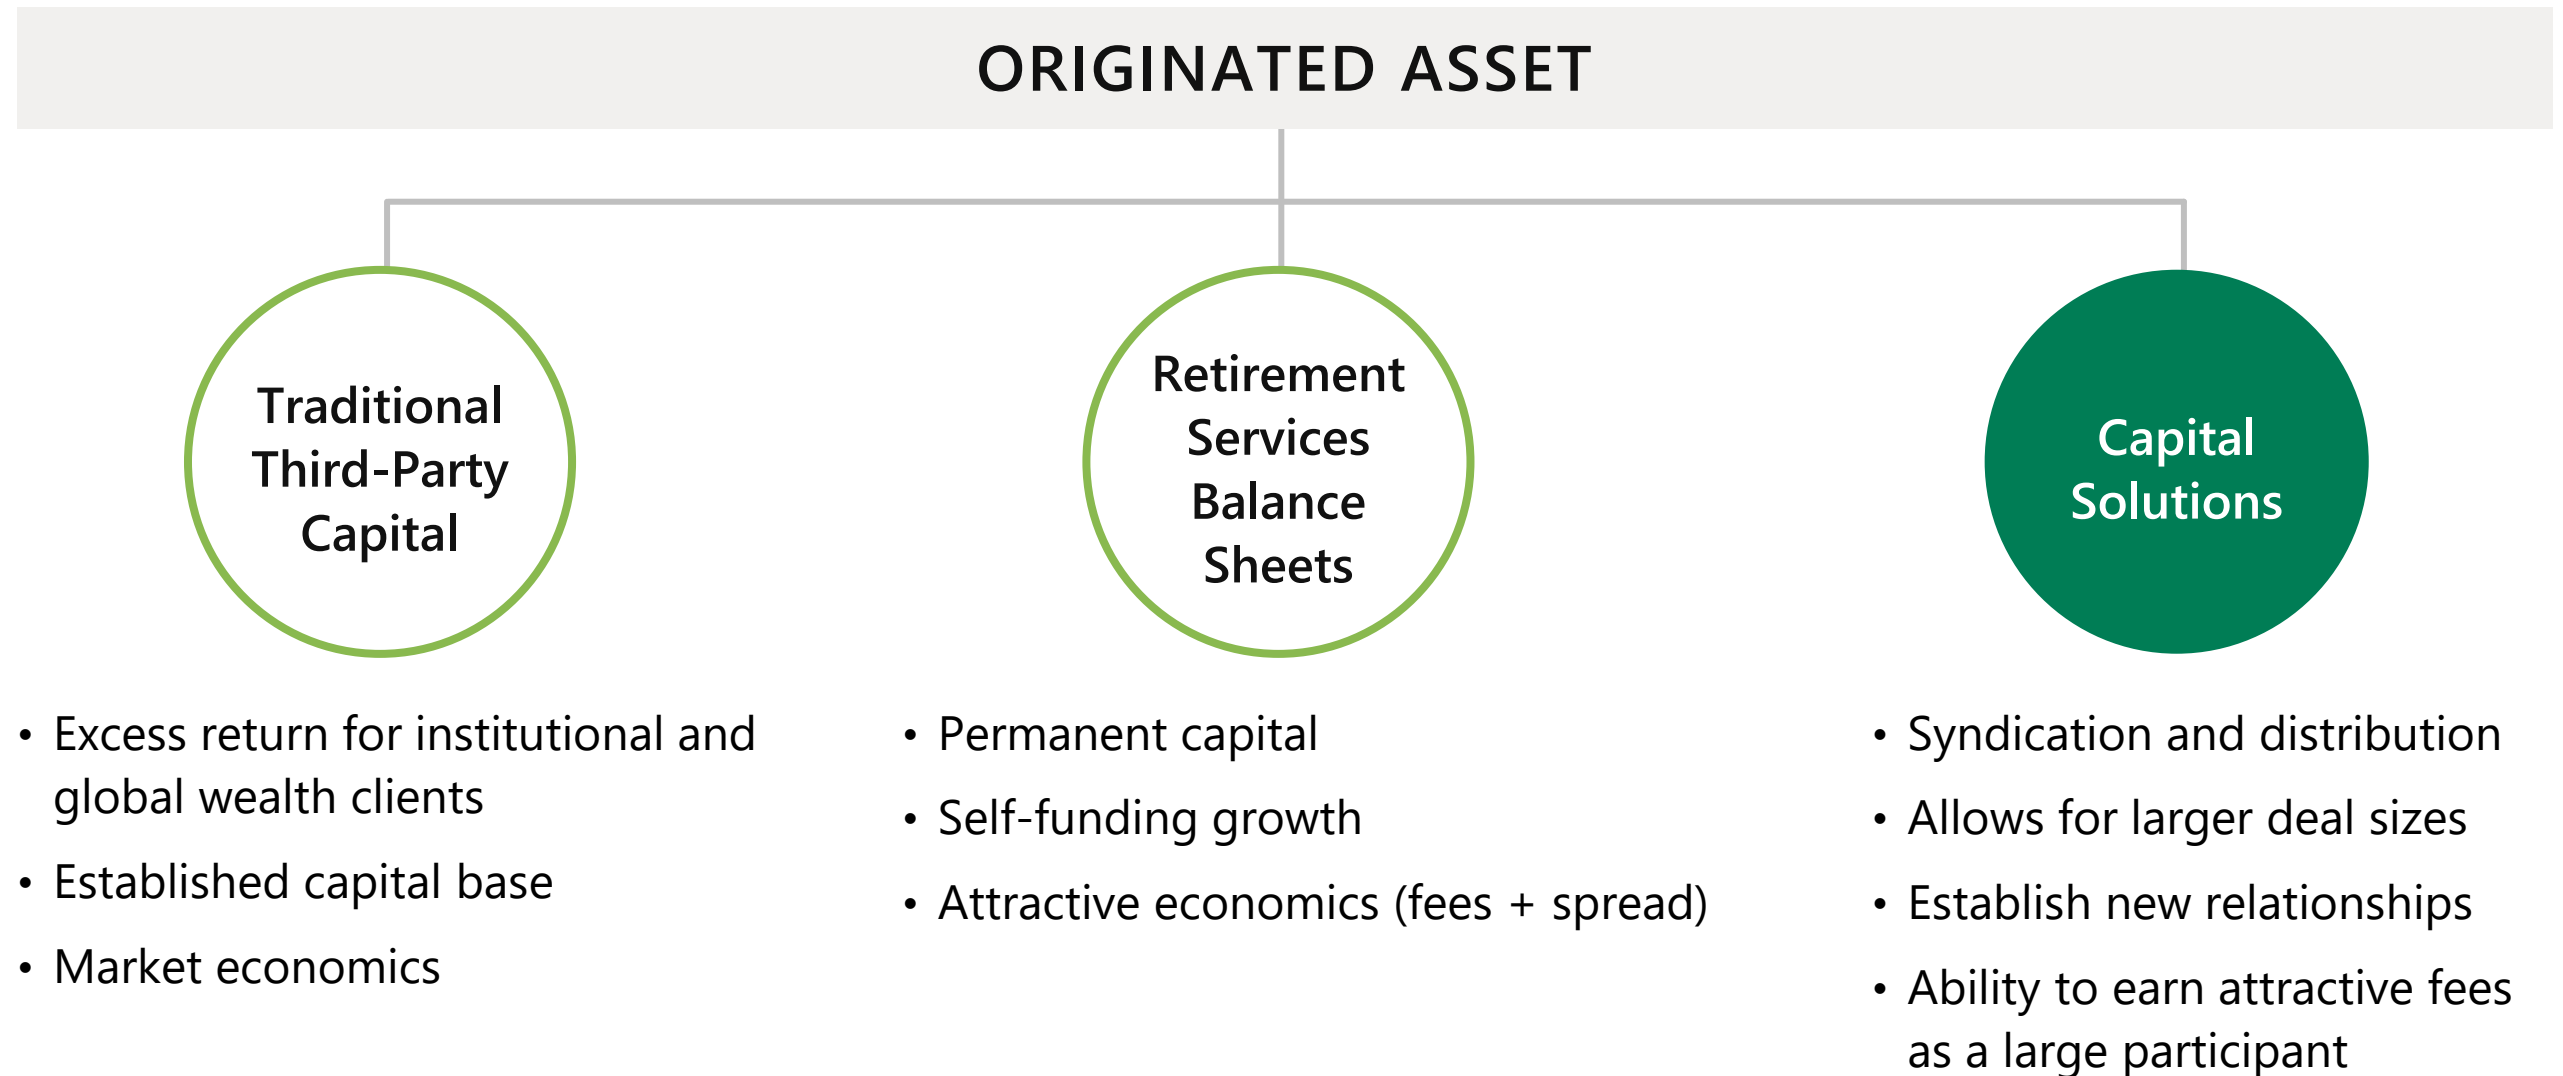 ORIGINATED ASSET
Traditional
Third-Party
Capital
• Excess return for institutional and
global wealth clients
• Established capital base
• Market economics
Retirement
Services
Balance
Sheets
• Permanent capital
• Self-funding growth
• Attractive economics (fees + spread)
Capital
Solutions
• Syndication and distribution
• Allows for larger deal sizes
• Establish new relationships
• Ability to earn attractive fees
as a large participant